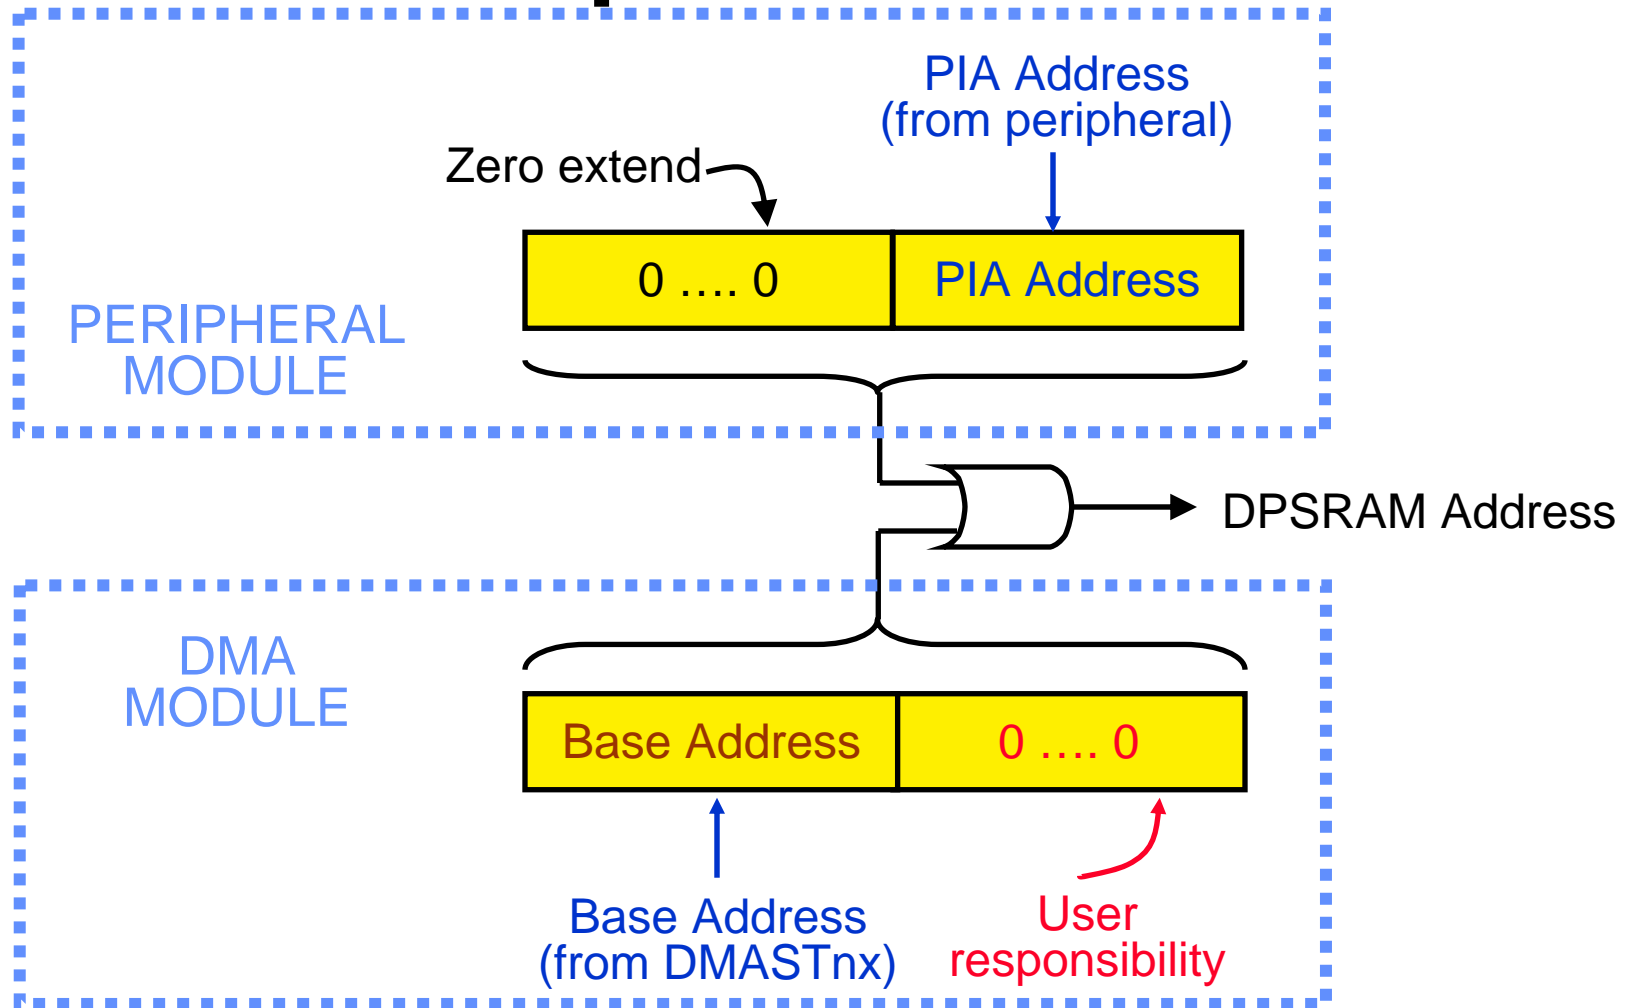 PIA Address
(from peripheral)
Zero extend
0 .... 0
PIA Address
PERIPHERAL
MODULE
DPSRAM Address
DMA
MODULE
Base Address
0 .... 0
Base Address
(from DMASTnx)
User
responsibility